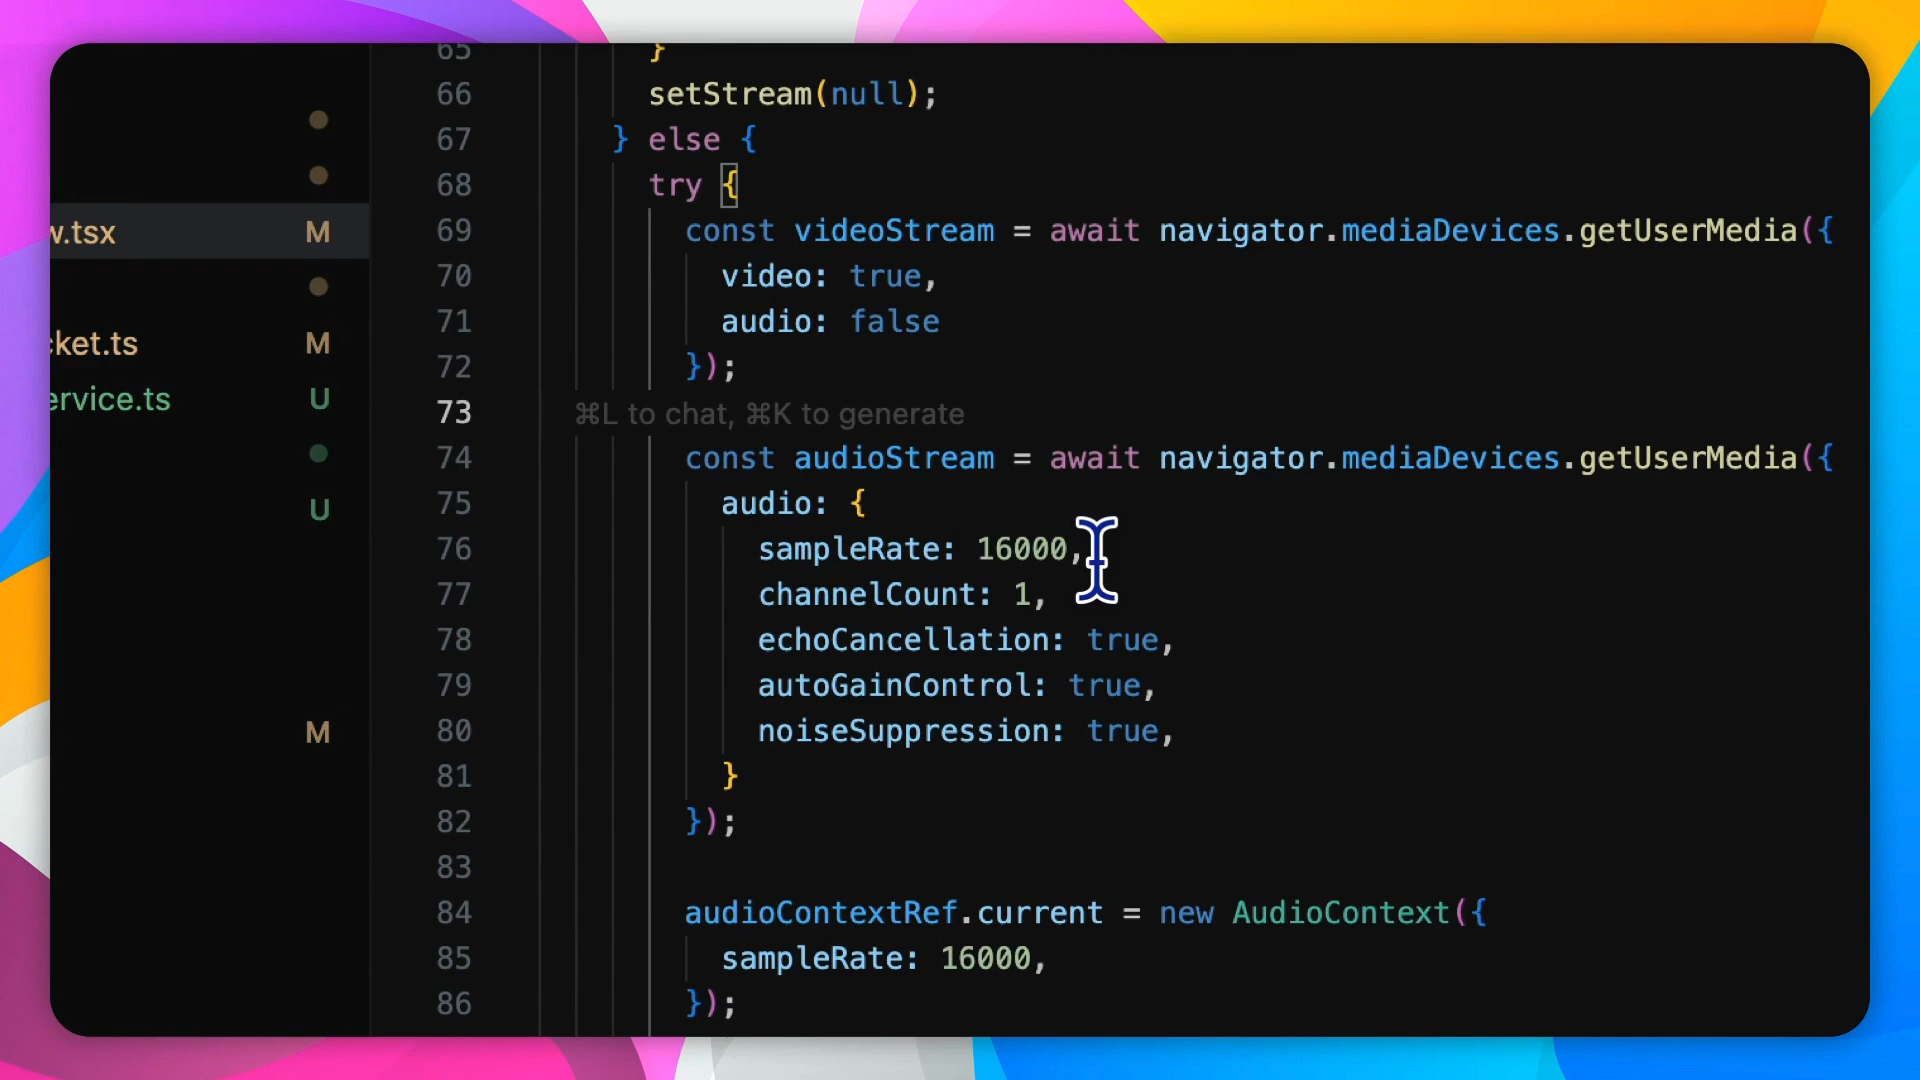 65 }
66 setStream(null);
67 } else {
68 try {
w.tsx M 69 const videoStream = await navigator.mediaDevices.getUserMedia({
70 video: true,
71 audio: false
cket.ts M
72 });
ervice.ts U
73 ⌘L to chat, ⌘K to generate
74 const audioStream = await navigator.mediaDevices.getUserMedia({
75 audio: {
U
76 sampleRate: 16000,
77 channelCount: 1,
78 echoCancellation: true,
79 autoGainControl: true,
M 80 noiseSuppression: true,
81 }
82 });
83
84 audioContextRef.current = new AudioContext({
85 sampleRate: 16000,
86 });